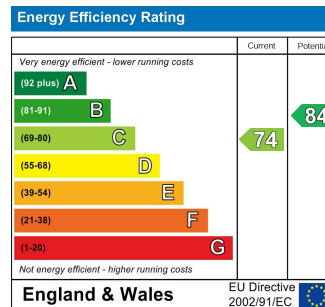 Energy Efficiency Rating
Current Potentia
Very energy efficient - lower running costs
(92 plus) A
(81-91) B
84
(69-80) C
74
(55-68) D
(39-54) E
(21-38) F
(1-20) G
Not energy efficient - higher running costs
England & Wales
EU Directive
2002/91/EC